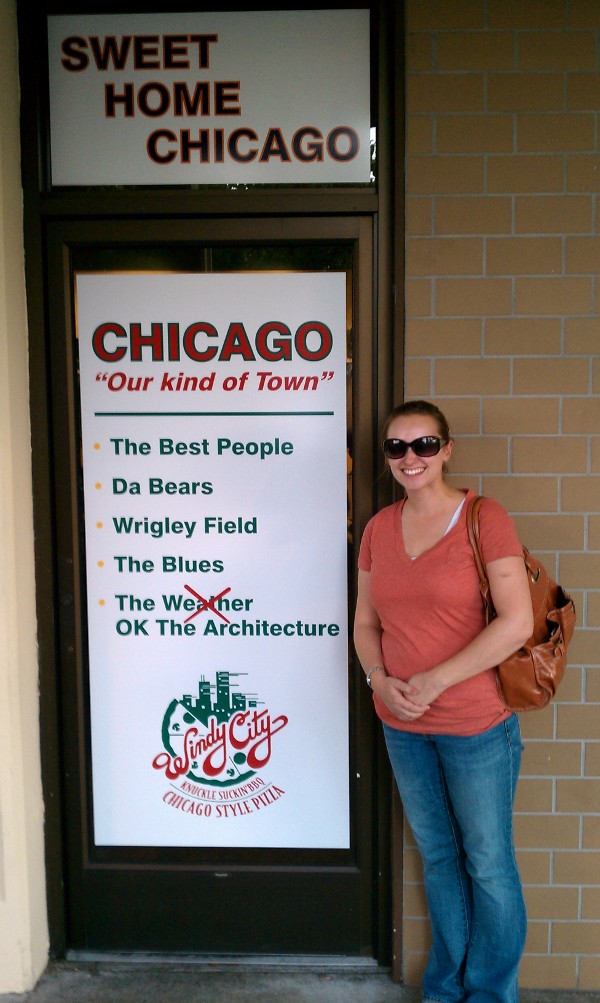 SWEET
HOME
CHICAGO
CHICAGO
“Our kind of Town”
• The Best People
• Da Bears
• Wrigley Field
• The Blues
• The Weather
OK The Architecture
Windy City
KNUCKLE SUCKIN' BBQ
CHICAGO STYLE PIZZA